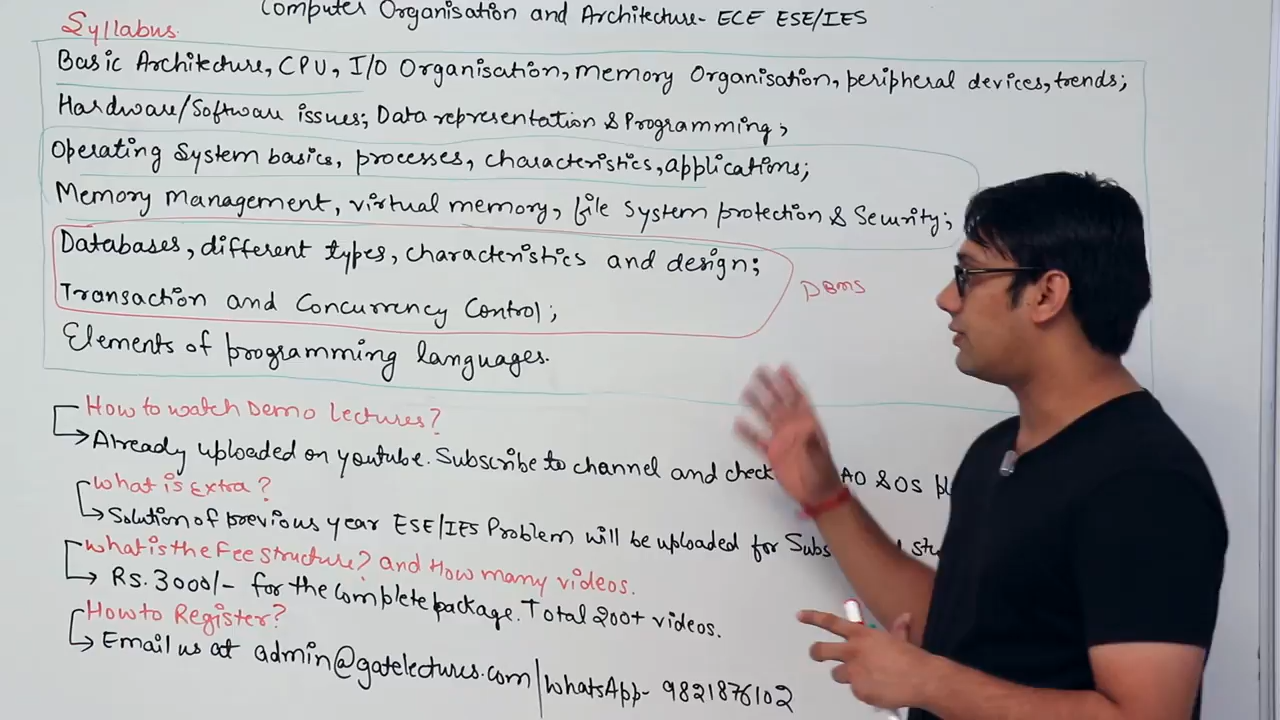 Computer Organisation and Architecture- ECE ESE/IES
Syllabus.
Basic Architecture, CPU, I/O Organisation, Memory Organisation, peripheral devices, trends;
Hardware/Software issues; Data representation & Programming;
Operating System basics, processes, characteristics, applications;
Memory Management, virtual memory, file System protection & Security;
Databases, different types, characteristics and design;
Transaction and Concurrency Control;
DBMS
Elements of programming languages.
How to watch Demo Lectures?
Already uploaded on youtube. Subscribe to channel and check AO & OS
What is Extra?
Solution of previous year ESE/IES Problem will be uploaded for
What is the Fee structure? and How many videos.
Rs. 3000/- for the complete package. Total 200+ videos.
How to Register?
Email us at admin@gatelectures.com/whatsApp- 9821876102